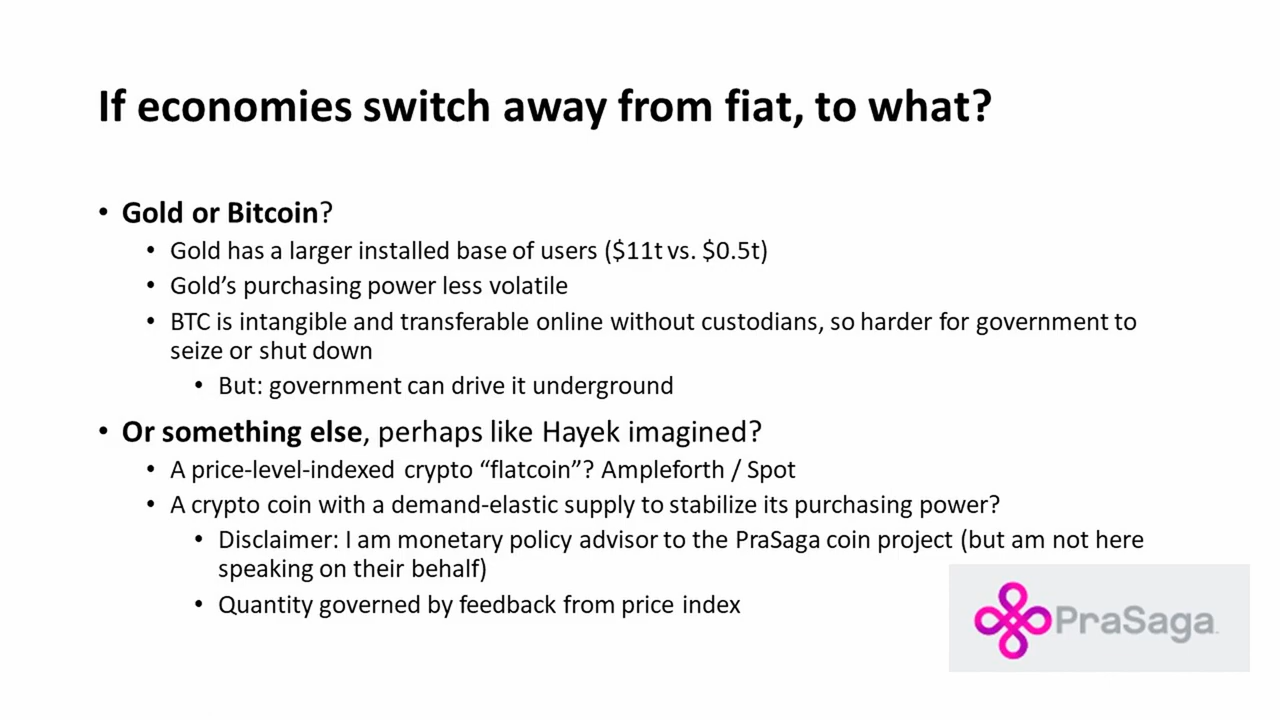 If economies switch away from fiat, to what?
• Gold or Bitcoin?
• Gold has a larger installed base of users ($11t vs. $0.5t)
• Gold’s purchasing power less volatile
• BTC is intangible and transferable online without custodians, so harder for government to
seize or shut down
• But: government can drive it underground
• Or something else, perhaps like Hayek imagined?
• A price-level-indexed crypto “flatcoin”? Ampleforth / Spot
• A crypto coin with a demand-elastic supply to stabilize its purchasing power?
• Disclaimer: I am monetary policy advisor to the PraSaga coin project (but am not here
speaking on their behalf)
• Quantity governed by feedback from price index
PraSaga